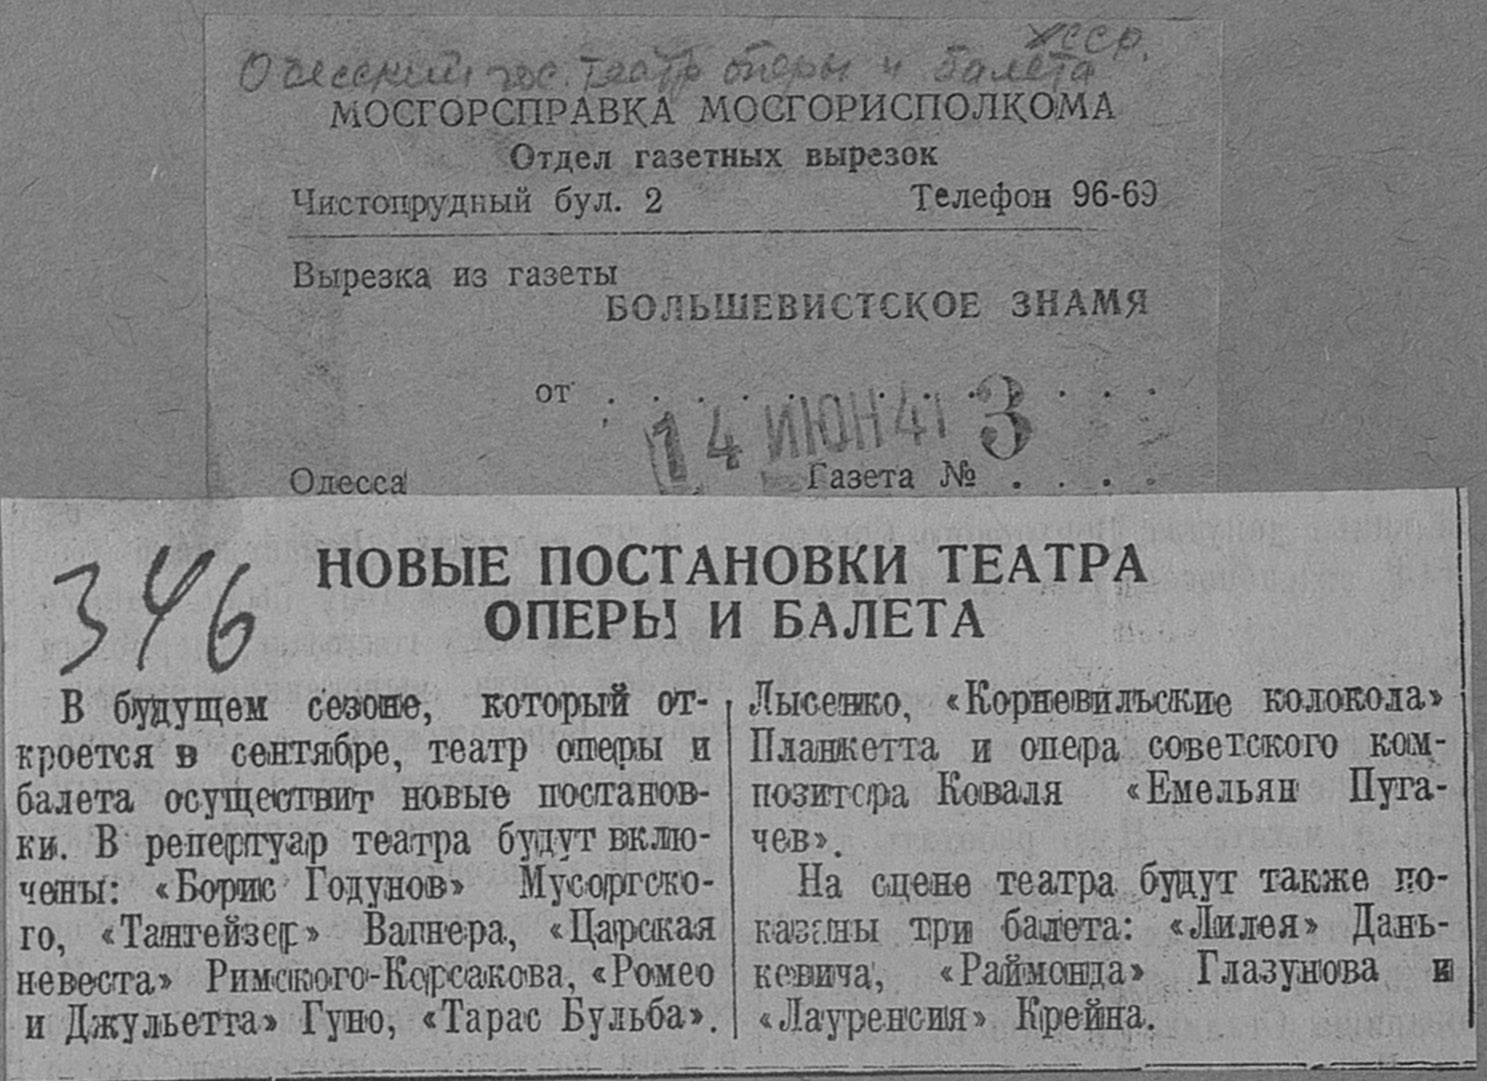 УССР.
Одесский гос. театр оперы и балета
МОСГОРСПРАВКА МОСГОРИСПОЛКОМА
Отдел газетных вырезок
Чистопрудный бул. 2 Телефон 96-69
Вырезка из газеты
БОЛЬШЕВИСТСКОЕ ЗНАМЯ
от . . . . . . . . . . . .
14 ИЮН 41 3
Одесса Газета № . . . .
346
НОВЫЕ ПОСТАНОВКИ ТЕАТРА
ОПЕРЫ И БАЛЕТА
В будущем сезоне, который от-
кроется в сентябре, театр оперы и
балета осуществит новые постанов-
ки. В репертуар театра будут вклю-
чены: «Борис Годунов» Мусоргско-
го, «Тангейзер» Вагнера, «Царская
невеста» Римского-Корсакова, «Ромео
и Джульетта» Гуно, «Тарас Бульба».
Лысенко, «Корневильские колокола»
Планкетта и опера советского ком-
позитора Коваля «Емельян Пуга-
чев».
На сцене театра будут также по-
казаны три балета: «Лилея» Дань-
кевича, «Раймонда» Глазунова и
«Лауренсия» Крейна.